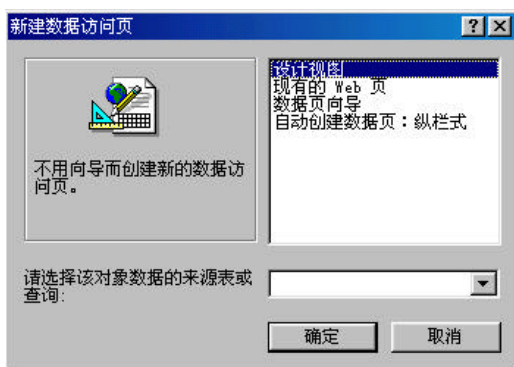 新建数据访问页
不用向导而创建新的数据访
问页。
设计视图
现有的 Web 页
数据页向导
自动创建数据页：纵栏式
请选择该对象数据的来源表或
查询:
确定
取消